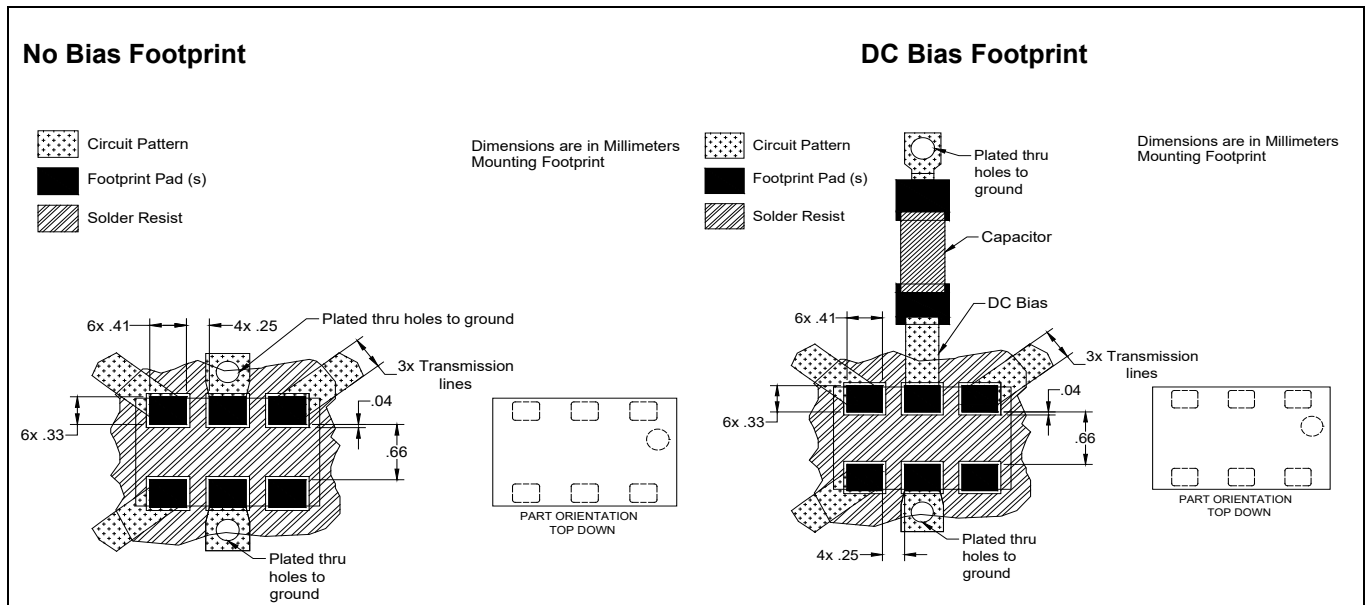 No Bias Footprint
Circuit Pattern
Footprint Pad (s)
Solder Resist
Dimensions are in Millimeters
Mounting Footprint
6x .41
4x .25
Plated thru holes to ground
3x Transmission
lines
.04
6x .33
.66
Plated thru
holes to
ground
PART ORIENTATION
TOP DOWN
DC Bias Footprint
Circuit Pattern
Footprint Pad (s)
Solder Resist
Plated thru
holes to
ground
Dimensions are in Millimeters
Mounting Footprint
Capacitor
DC Bias
6x .41
3x Transmission
lines
.04
6x .33
.66
4x .25
Plated thru
holes to
ground
PART ORIENTATION
TOP DOWN